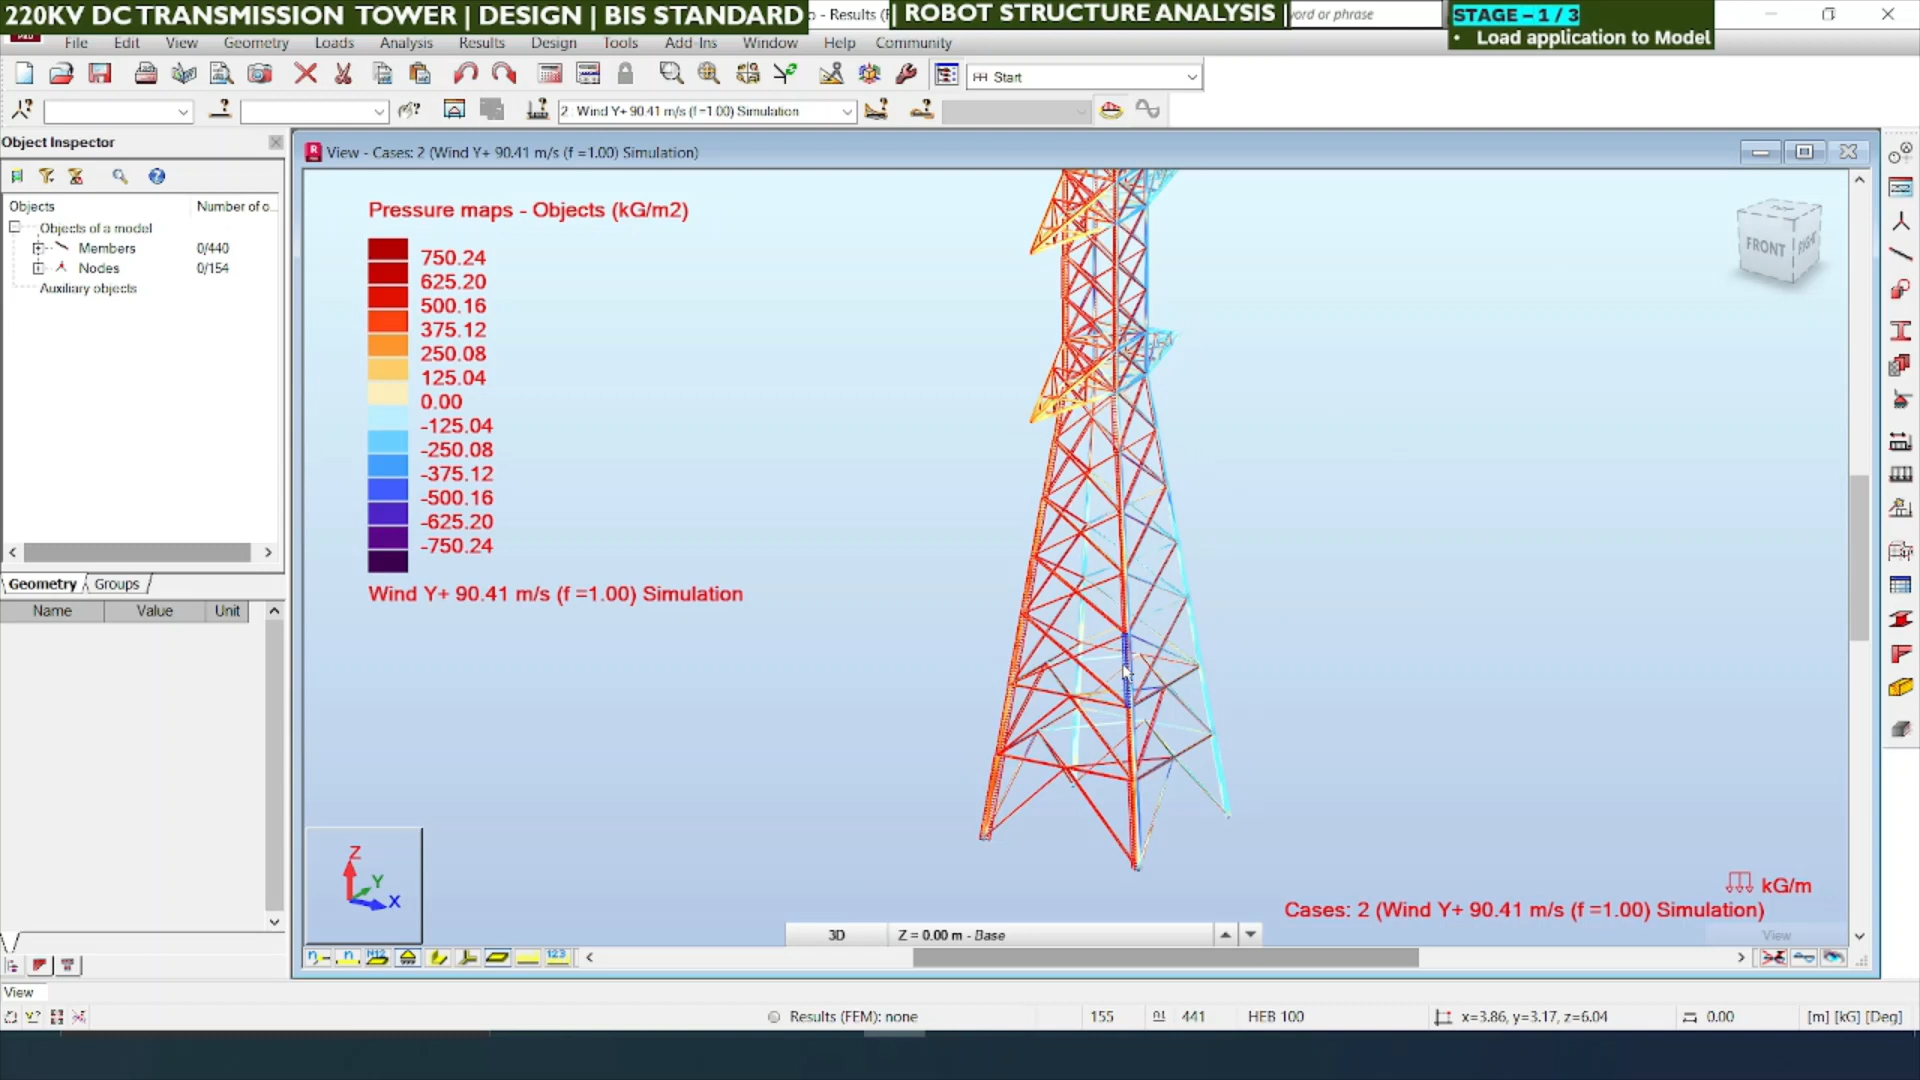 220KV DC TRANSMISSION TOWER | DESIGN | BIS STANDARD
- Results (F
| ROBOT STRUCTURE ANALYSIS |
word or phrase
STAGE – 1 / 3
• Load application to Model
File Edit View Geometry Loads Analysis Results Design Tools Add-Ins Window Help Community
Start
2 : Wind Y+ 90.41 m/s (f =1.00) Simulation
Object Inspector
View - Cases: 2 (Wind Y+ 90.41 m/s (f =1.00) Simulation)
Objects Number of o...
Objects of a model
Members 0/440
Nodes 0/154
Auxiliary objects
Geometry Groups
Name Value Unit
Pressure maps - Objects (kG/m2)
750.24
625.20
500.16
375.12
250.08
125.04
0.00
-125.04
-250.08
-375.12
-500.16
-625.20
-750.24
Wind Y+ 90.41 m/s (f =1.00) Simulation
FRONT RIGHT
Z
Y
X
kG/m
Cases: 2 (Wind Y+ 90.41 m/s (f =1.00) Simulation)
3D Z = 0.00 m - Base
View
View
Results (FEM): none 155 441 HEB 100 x=3.86, y=3.17, z=6.04 0.00 [m] [kG] [Deg]